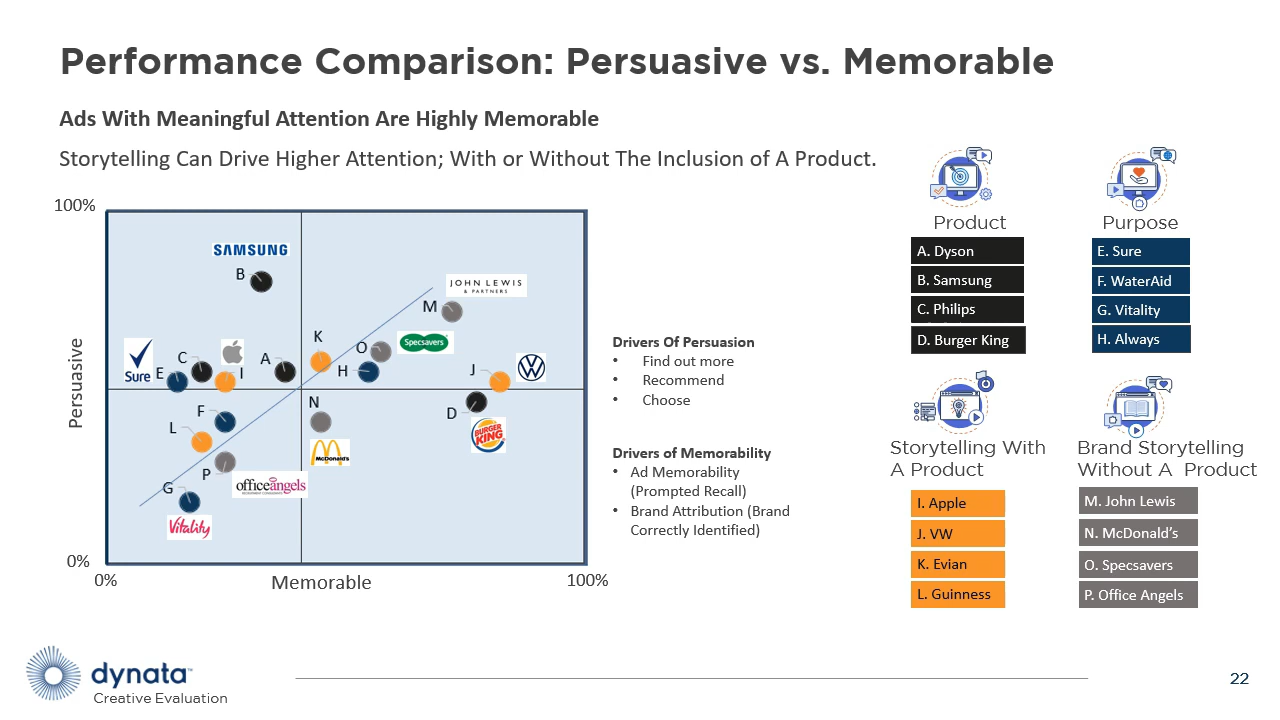 Performance Comparison: Persuasive vs. Memorable
Ads With Meaningful Attention Are Highly Memorable
Storytelling Can Drive Higher Attention; With or Without The Inclusion of A Product.
100%
Persuasive
0%
0%
Memorable
100%
SAMSUNG
B
JOHN LEWIS
& PARTNERS
M
K
Specsavers
O
C
A
H
J
Sure
E
I
D
BURGER
KING
N
McDonald's
F
L
P
officeangels
RECRUITMENT CONSULTANTS
G
Vitality
Drivers Of Persuasion
• Find out more
• Recommend
• Choose
Drivers of Memorability
• Ad Memorability
(Prompted Recall)
• Brand Attribution (Brand
Correctly Identified)
Product
A. Dyson
B. Samsung
C. Philips
D. Burger King
Purpose
E. Sure
F. WaterAid
G. Vitality
H. Always
Storytelling With
A Product
I. Apple
J. VW
K. Evian
L. Guinness
Brand Storytelling
Without A Product
M. John Lewis
N. McDonald's
O. Specsavers
P. Office Angels
dynata™
Creative Evaluation
22